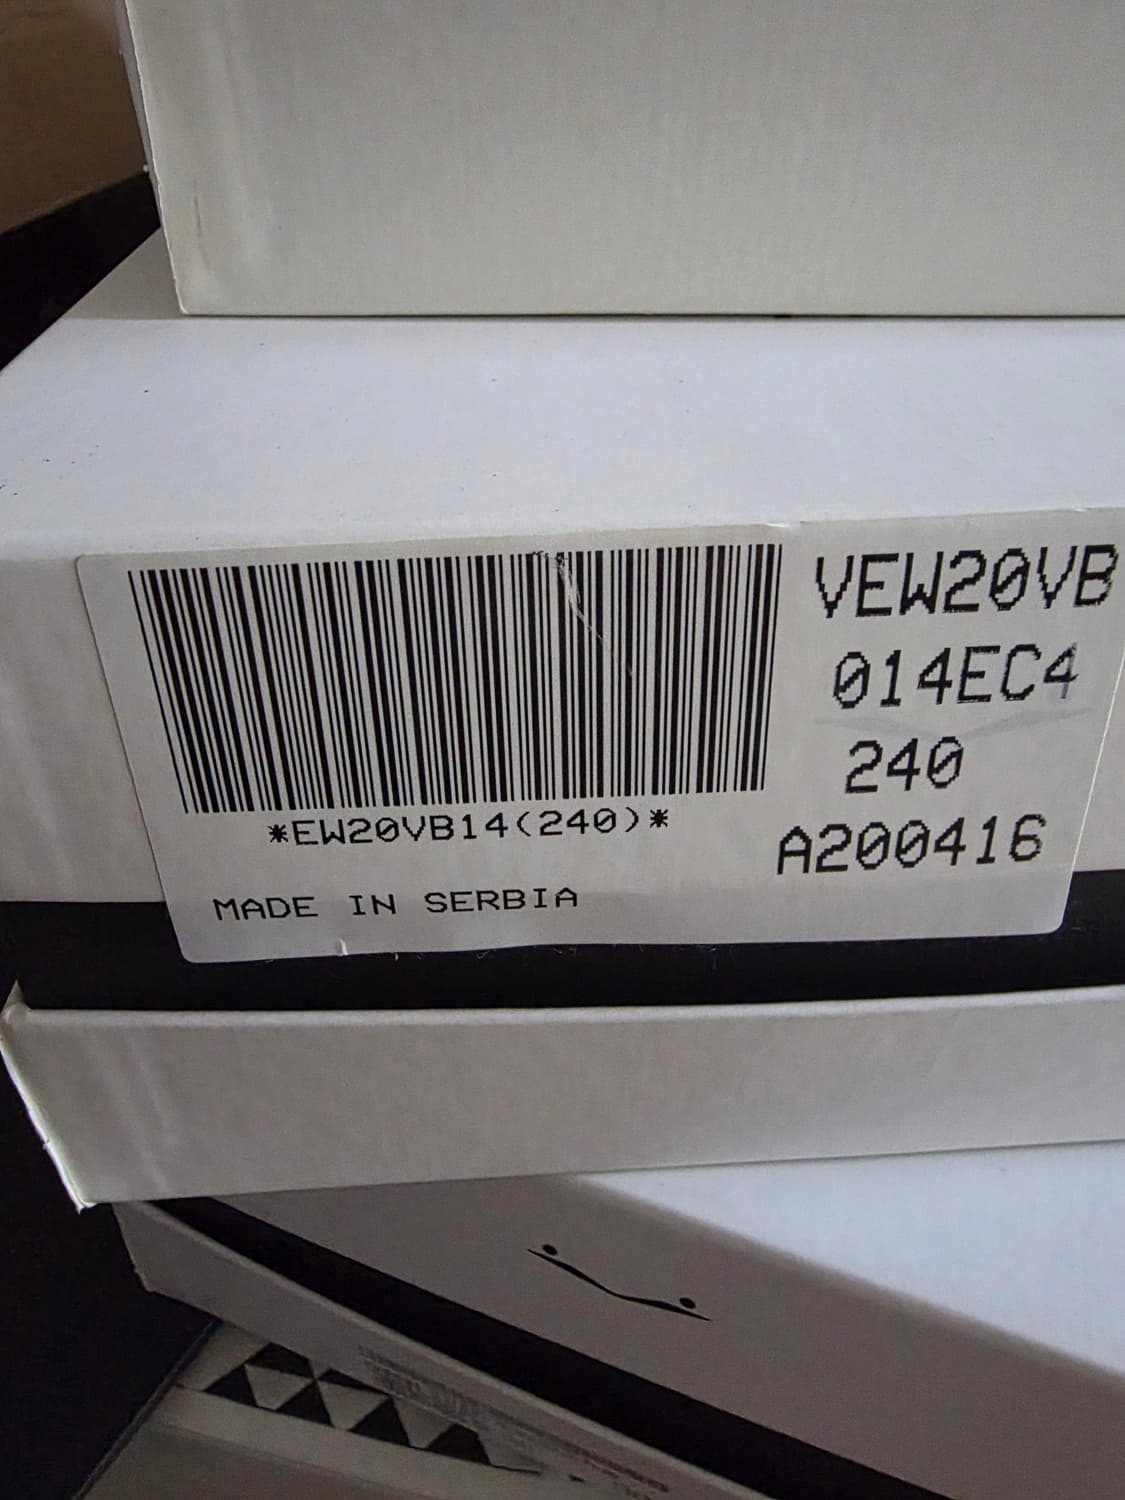 VEW20VB
014EC4
240
A200416
*EW20VB14(240)*
MADE IN SERBIA